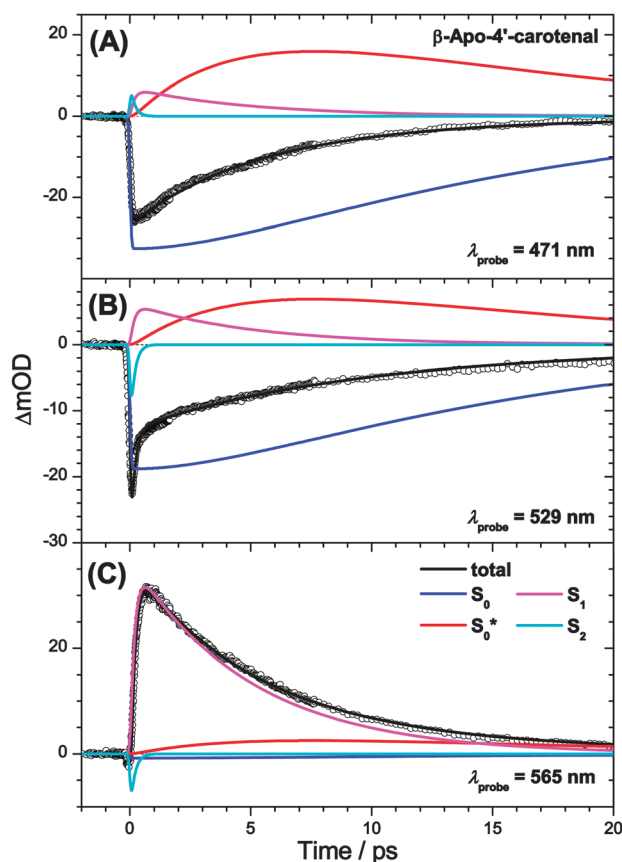 (A)
β-Apo-4'-carotenal
20
0
-20
λprobe = 471 nm
(B)
0
-10
-20
-30
λprobe = 529 nm
ΔmOD
(C)
total
S0 S1
S0* S2
20
0
λprobe = 565 nm
0 5 10 15 20
Time / ps